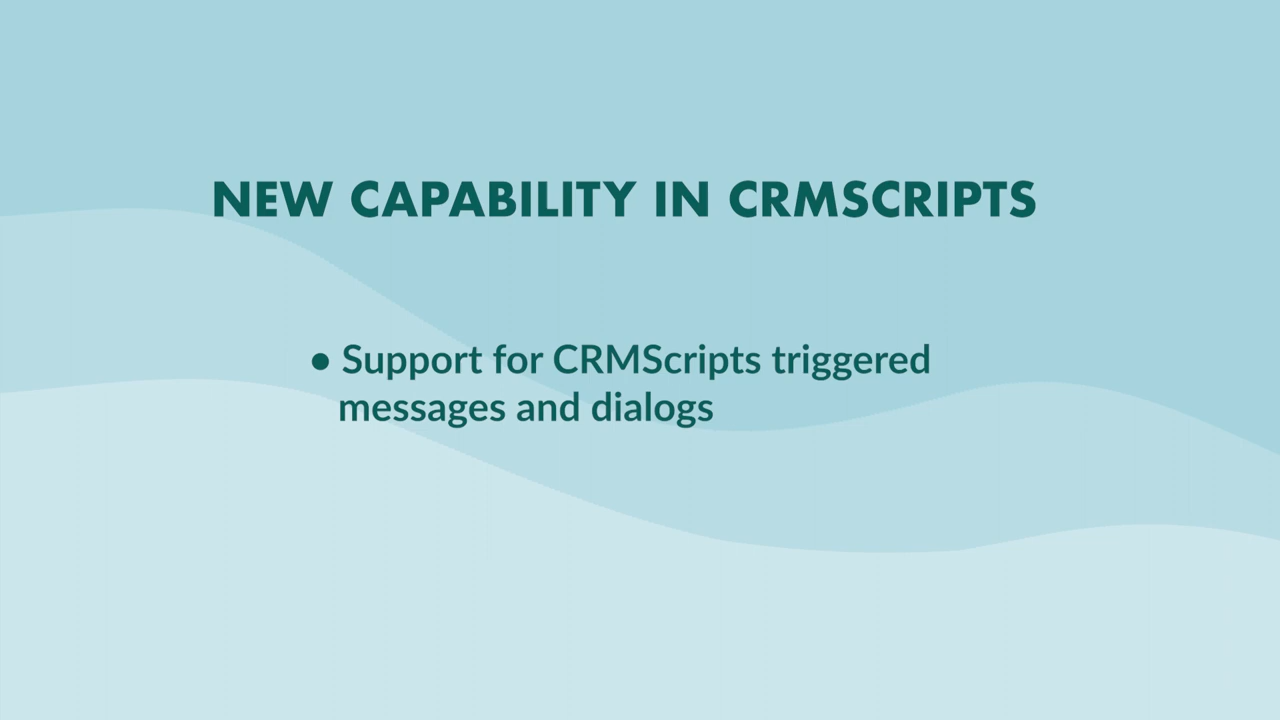 NEW CAPABILITY IN CRMSCRIPTS
• Support for CRMScripts triggered
messages and dialogs